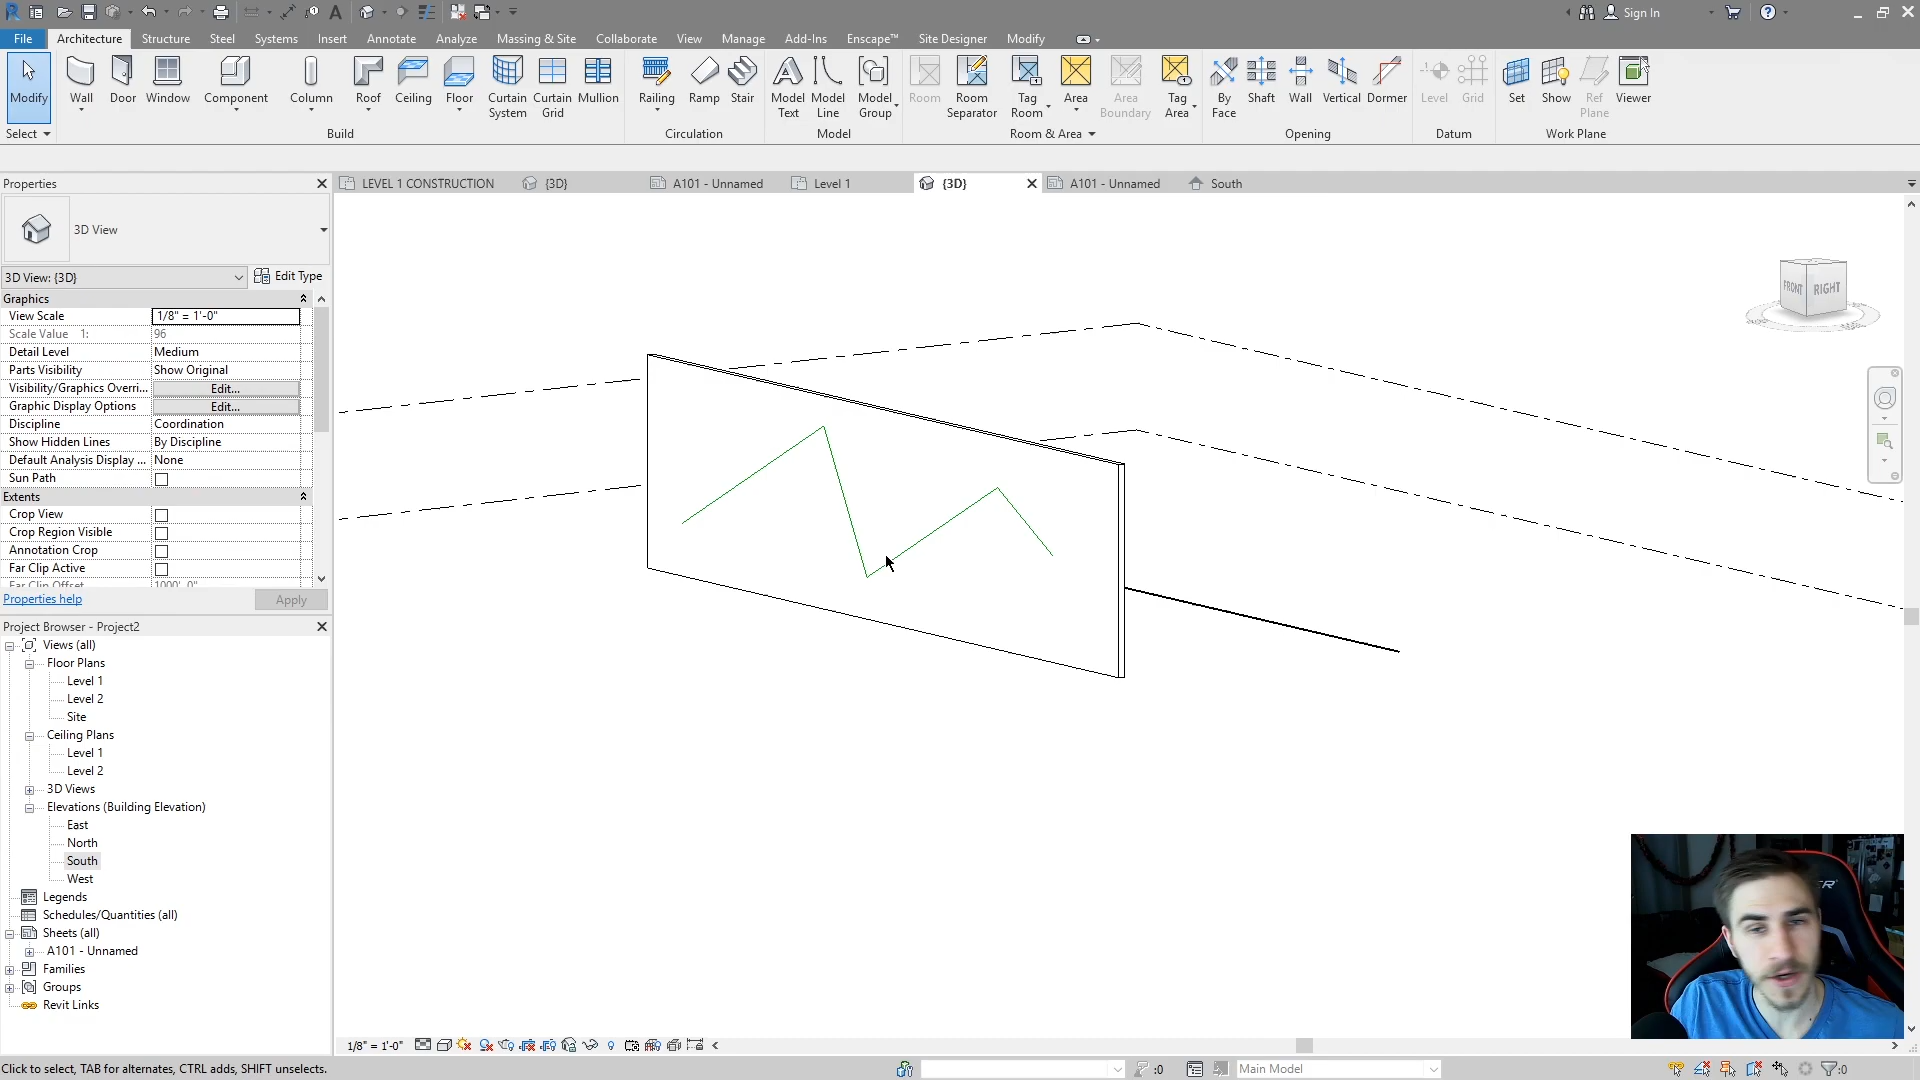 Sign In
File Architecture Structure Steel Systems Insert Annotate Analyze Massing & Site Collaborate View Manage Add-Ins Enscape™ Site Designer Modify
Modify Wall Door Window Component Column Roof Ceiling Floor Curtain System Curtain Grid Mullion Railing Ramp Stair Model Text Model Line Model Group Room Room Separator Tag Room Area Area Boundary Tag Area By Face Shaft Wall Vertical Dormer Level Grid Set Show Ref Plane Viewer
Select Build Circulation Model Room & Area Opening Datum Work Plane
Properties
LEVEL 1 CONSTRUCTION {3D} A101 - Unnamed Level 1 {3D} A101 - Unnamed South
3D View
3D View: {3D} Edit Type
Graphics
View Scale 1/8" = 1'-0"
Scale Value 1: 96
Detail Level Medium
Parts Visibility Show Original
Visibility/Graphics Overri... Edit...
Graphic Display Options Edit...
Discipline Coordination
Show Hidden Lines By Discipline
Default Analysis Display ... None
Sun Path
Extents
Crop View
Crop Region Visible
Annotation Crop
Far Clip Active
Far Clip Offset 1000' 0"
Properties help Apply
Project Browser - Project2
Views (all)
Floor Plans
Level 1
Level 2
Site
Ceiling Plans
Level 1
Level 2
3D Views
Elevations (Building Elevation)
East
North
South
West
Legends
Schedules/Quantities (all)
Sheets (all)
A101 - Unnamed
Families
Groups
Revit Links
FRONT RIGHT
1/8" = 1'-0"
Click to select, TAB for alternates, CTRL adds, SHIFT unselects.
:0
Main Model
:0